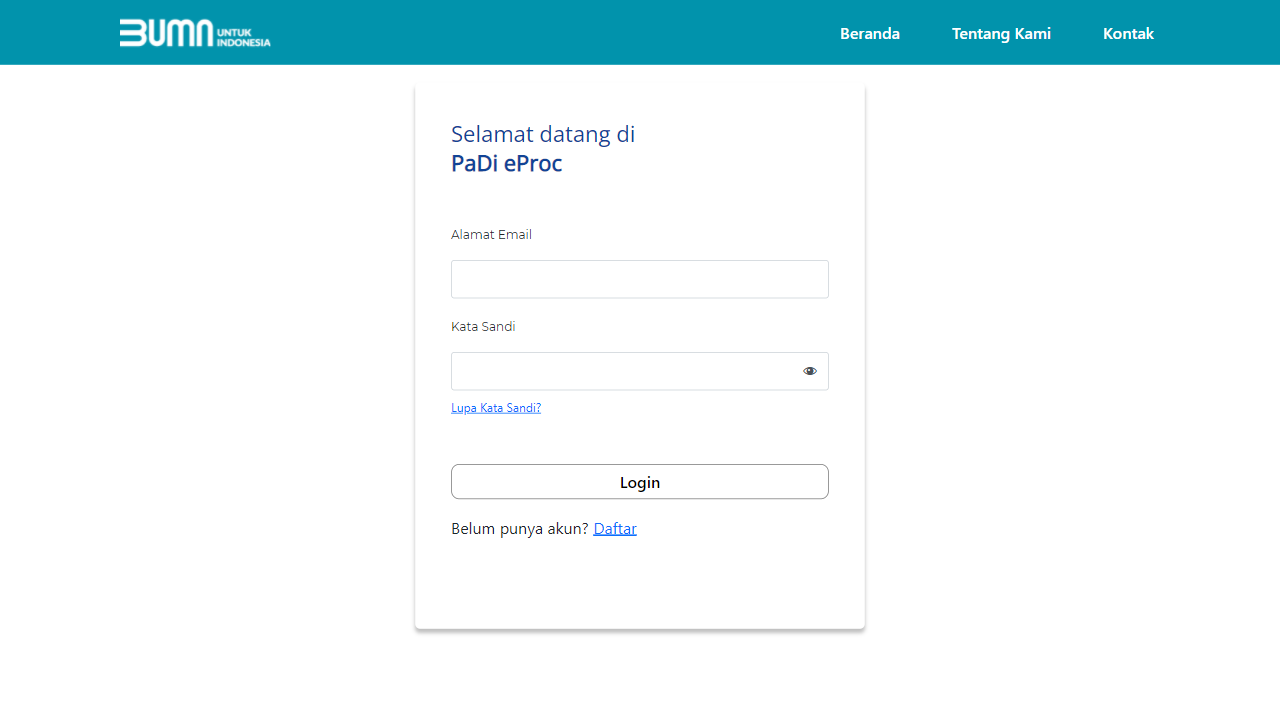 BUMN UNTUK
INDONESIA
Beranda
Tentang Kami
Kontak
Selamat datang di
PaDi eProc
Alamat Email
Kata Sandi
Lupa Kata Sandi?
Login
Belum punya akun? Daftar